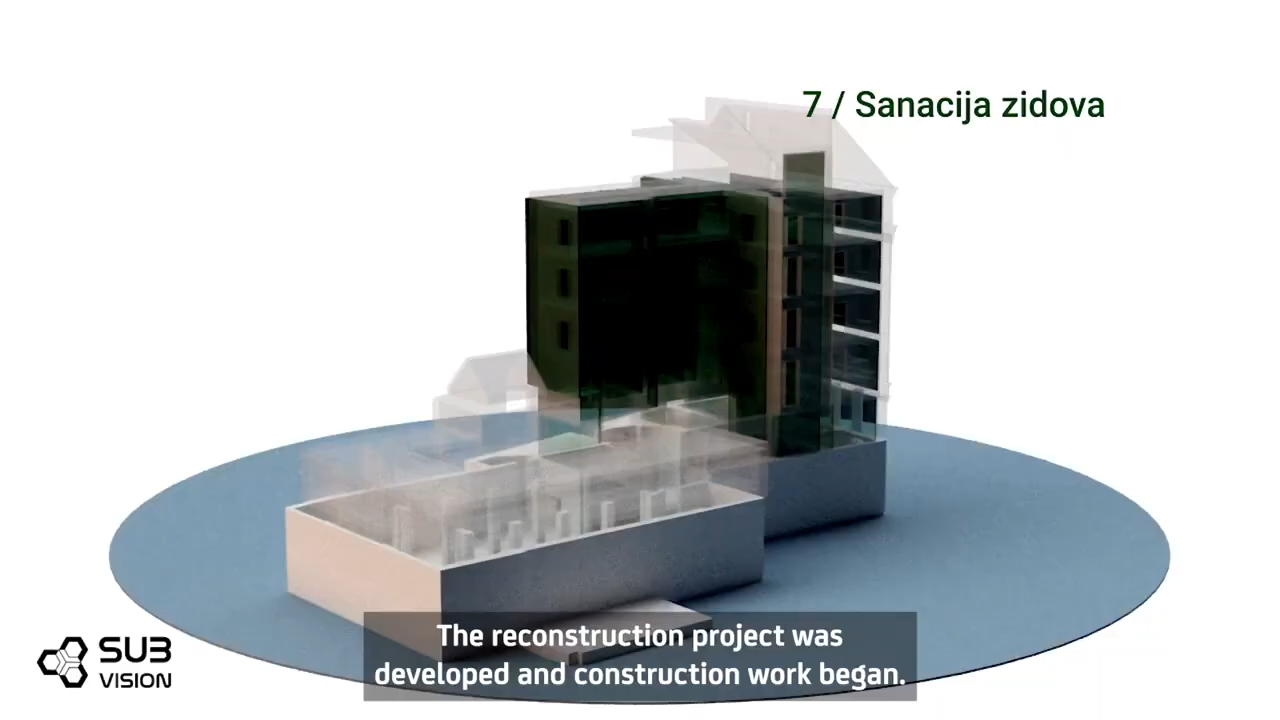 7 / Sanacija zidova
SUB
VISION
The reconstruction project was
developed and construction work began.